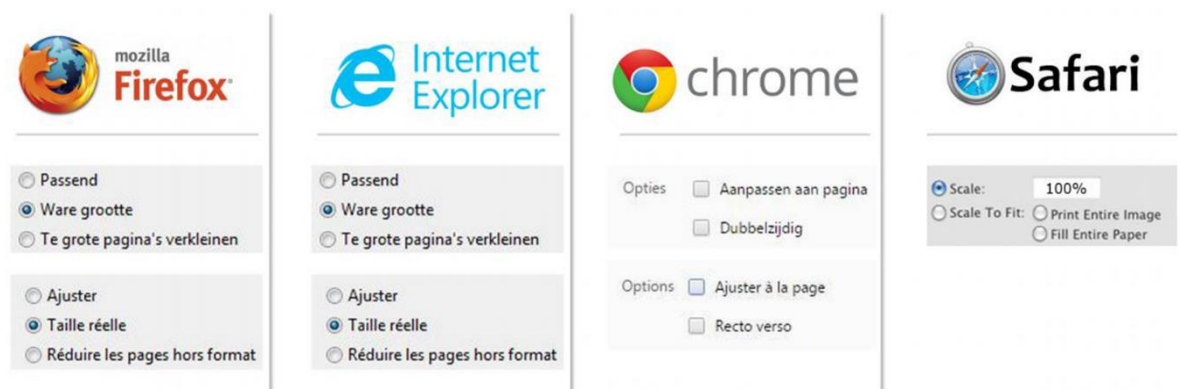 mozilla
Firefox
Passend
Ware grootte
Te grote pagina's verkleinen
Ajuster
Taille réelle
Réduire les pages hors format
Internet
Explorer
Passend
Ware grootte
Te grote pagina's verkleinen
Ajuster
Taille réelle
Réduire les pages hors format
chrome
Opties Aanpassen aan pagina
Dubbelzijdig
Options Ajuster à la page
Recto verso
Safari
Scale: 100%
Scale To Fit: Print Entire Image
Fill Entire Paper